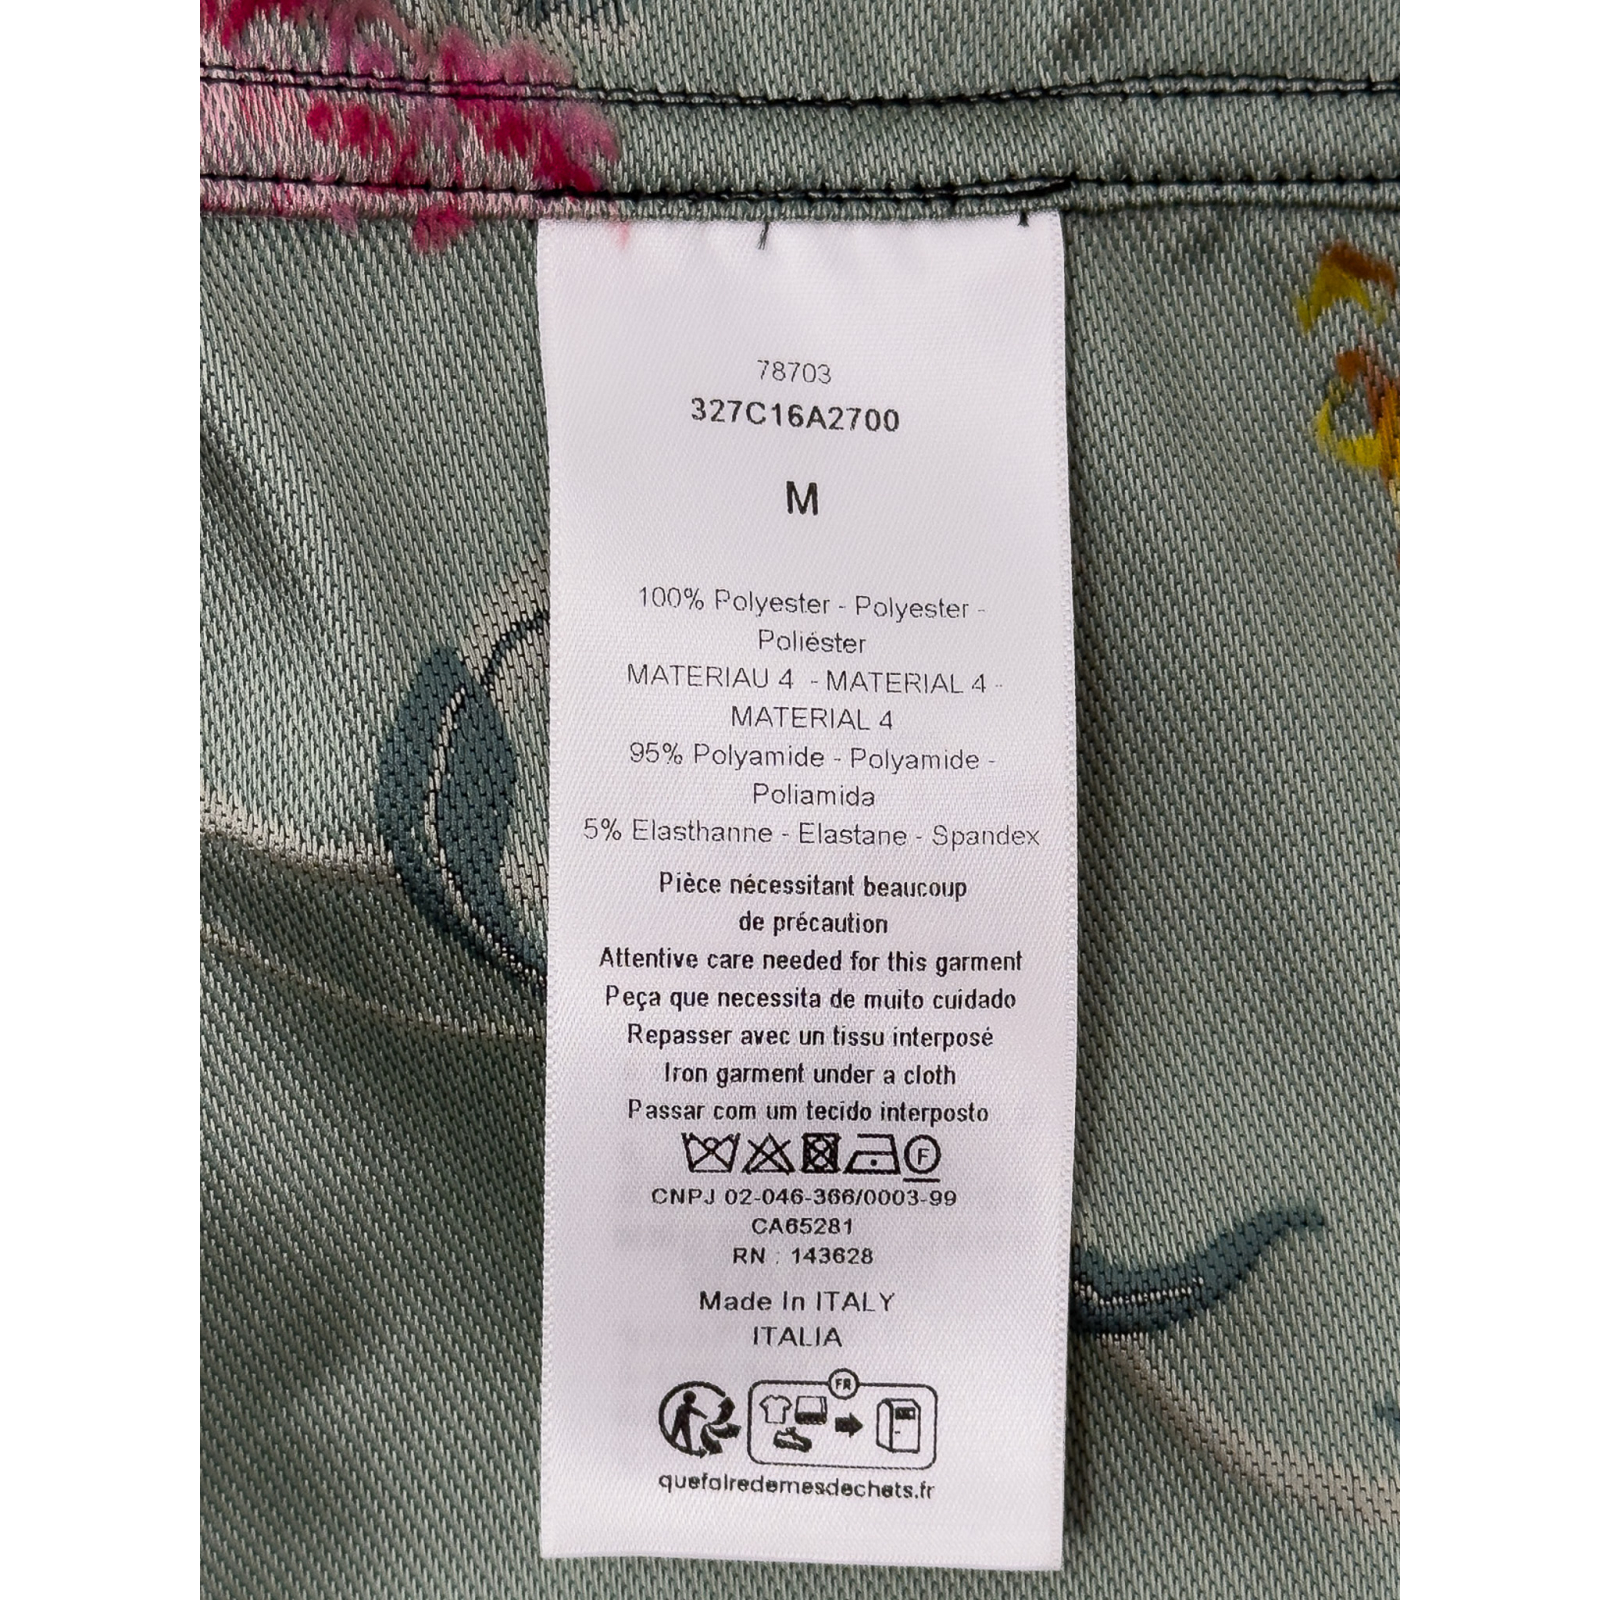 78703
327C16A2700
M
100% Polyester - Polyester -
Poliéster
MATERIAU 4 - MATERIAL 4 -
MATERIAL 4
95% Polyamide - Polyamide -
Poliamida
5% Elasthanne - Elastane - Spandex
Pièce nécessitant beaucoup
de précaution
Attentive care needed for this garment
Peça que necessita de muito cuidado
Repasser avec un tissu interposé
Iron garment under a cloth
Passar com um tecido interposto
F
CNPJ 02-046-366/0003-99
CA65281
RN : 143628
Made In ITALY
ITALIA
FR
quefairedemesdechets.fr